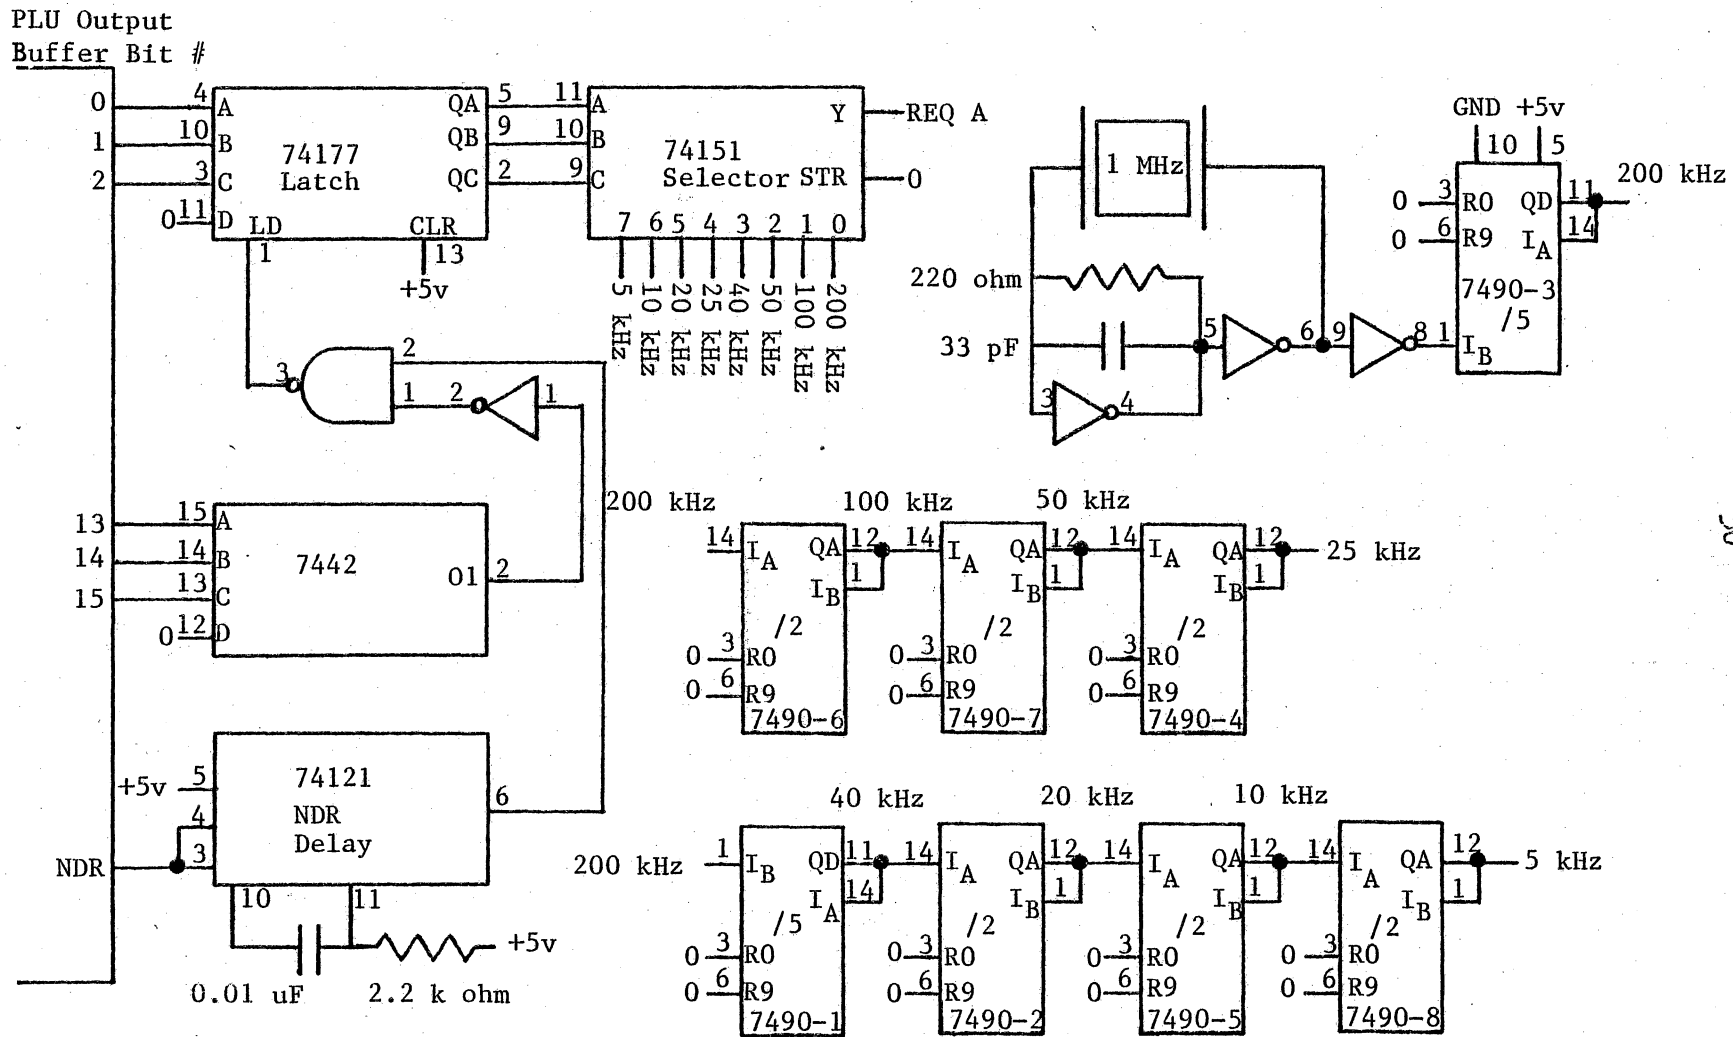 PLU Output
Buffer Bit #
0 4 A QA 5 11 A Y REQ A
1 10 B QB 9 10 B
2 3 C QC 2 9 C STR 0
0 11 D
74177
Latch
LD CLR
1 13
+5v
74151
Selector
7 6 5 4 3 2 1 0
5 kHz
10 kHz
20 kHz
25 kHz
40 kHz
50 kHz
100 kHz
200 kHz
3 2
1 2 1
13 15 A
14 14 B
15 13 C
0 12 D
7442
O1 2
+5v 5
4
NDR 3
74121
NDR
Delay
6
10 11
+5v
0.01 uF 2.2 k ohm
1 MHz
220 ohm
33 pF
3 4
5 6 9 8 1
GND +5v
10 5
0 3 R0 QD 11 200 kHz
0 6 R9 IA 14
7490-3
/5
IB
200 kHz 100 kHz 50 kHz
14 IA QA 12 14 IA QA 12 14 IA QA 12 25 kHz
IB 1 IB 1 IB 1
/2 /2 /2
0 3 R0 0 3 R0 0 3 R0
0 6 R9 0 6 R9 0 6 R9
7490-6 7490-7 7490-4
40 kHz 20 kHz 10 kHz
200 kHz 1 IB QD 11 14 IA QA 12 14 IA QA 12 14 IA QA 12 5 kHz
IA 14 IB 1 IB 1 IB 1
/5 /2 /2 /2
0 3 R0 0 3 R0 0 3 R0 0 3 R0
0 6 R9 0 6 R9 0 6 R9 0 6 R9
7490-1 7490-2 7490-5 7490-8